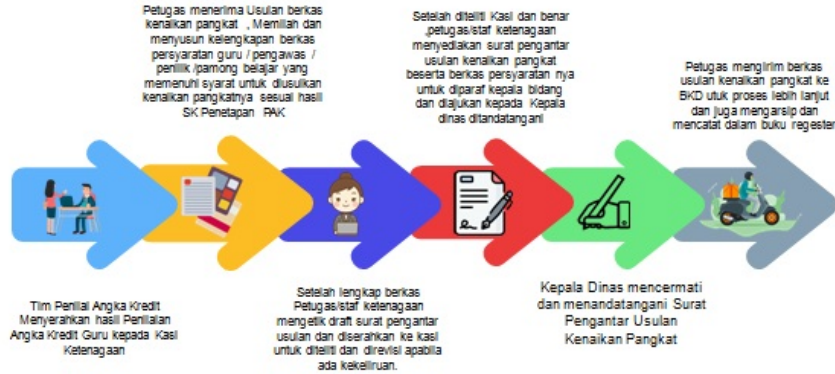 Petugas menerima Usulan berkas
kenaikan pangkat , Memilah dan
menyusun kelengkapan berkas
persyaratan guru / pengawas /
penilik /pamong belajar yang
memenuhi syarat untuk diusulkan
kenaikan pangkatnya sesuai hasil
SK Penetapan PAK
Setelah diteliti Kasi dan benar
,petugas/staf ketenagaan
menyediakan surat pengantar
usulan kenaikan pangkat
beserta berkas persyaratan nya
untuk diparaf kepala bidang
dan diajukan kepada Kepala
dinas ditandatangani
Petugas mengirim berkas
usulan kenaikan pangkat ke
BKD utuk proses lebih lanjut
dan juga mengarsip dan
mencatat dalam buku regester
Tim Penilai Angka Kredit
Menyerahkan hasil Penilaian
Angka Kredit Guru kepada Kasi
Ketenagaan
Setelah lengkap berkas
Petugas/staf ketenagaan
mengetik draft surat pengantar
usulan dan diserahkan ke kasi
untuk diteliti dan direvisi apabila
ada kekeliruan.
Kepala Dinas mencermati
dan menandatangani Surat
Pengantar Usulan
Kenaikan Pangkat